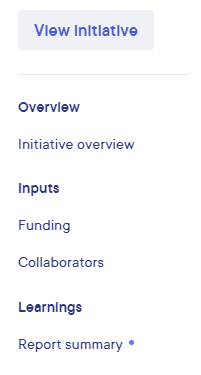 View Initiative
Overview
Initiative overview
Inputs
Funding
Collaborators
Learnings
Report summary